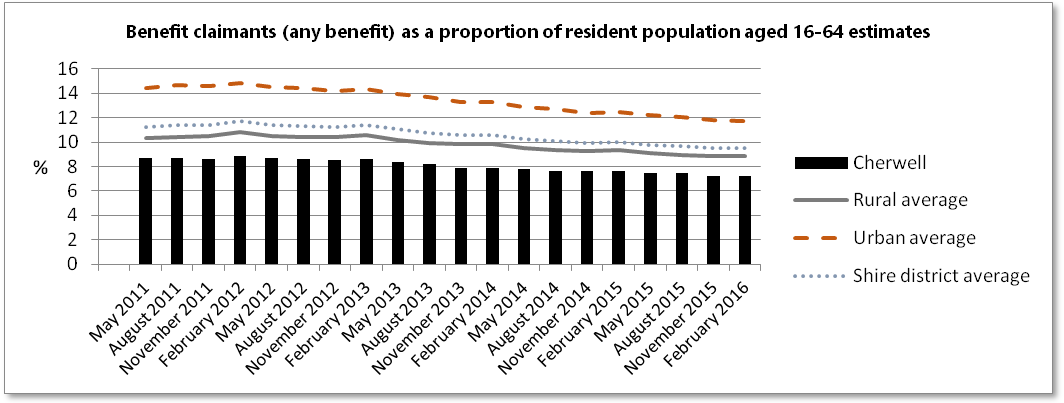 Benefit claimants (any benefit) as a proportion of resident population aged 16-64 estimates
16
14
12
10
8
6
4
2
0
%
May 2011
August 2011
November 2011
February 2012
May 2012
August 2012
November 2012
February 2013
May 2013
August 2013
November 2013
February 2014
May 2014
August 2014
November 2014
February 2015
May 2015
August 2015
November 2015
February 2016
Cherwell
Rural average
Urban average
Shire district average